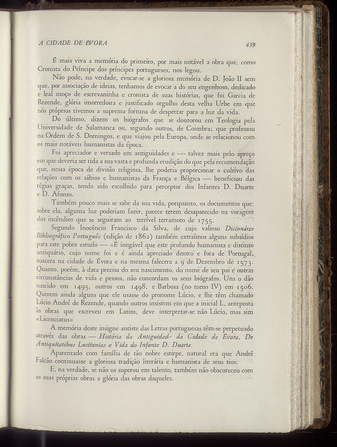 A CIDADE DE EVORA 439
É mais viva a memória do primeiro, por mais notável a obra que, como
Cronista do Príncipe dos príncipes portugueses, nos legou.
Não pode, na verdade, evocar-se a gloriosa memória de D. João II sem
que, por associação de ideias, tenhamos de evocar a do seu engenhoso, dedicado
e leal moço de escrevaninha e cronista de suas histórias, que foi Garcia de
Rezende, glória imorredoira e justificado orgulho desta velha Urbe em que
nós próprios tivemos a suprema fortuna de despertar para a luz da vida.
Do último, dizem os biógrafos que se doutorou em Teologia pela
Universidade de Salamanca ou, segundo outros, de Coimbra; que professou
na Ordem de S. Domingos, e que viajou pela Europa, onde se relacionou com
os mais notáveis humanistas da época.
Foi apreciador e versado em antiguidades e — talvez mais pelo apreço
em que deveria ser tida a sua vasta e profunda erudição do que pela recomendação
que, nessa época de divisão religiosa, lhe poderia proporcionar o cultivo das
relações com os sábios e humanistas da França e Bélgica — beneficiou das
régias graças, tendo sido escolhido para perceptor dos Infantes D. Duarte
e D. Afonso.
Também pouco mais se sabe da sua vida, porquanto, os documentos que,
sobre ela, alguma luz poderiam fazer, parece terem desaparecido na voragem
dos incêndios que se seguiram ao terrível terramoto de 1755.
Segundo Inocêncio Francisco da Silva, de cujo valioso Dicionário
Bibliográfico Português (edição de 1861) também extraímos alguns subsídios
para este pobre estudo — «É inegável que este profundo humanista e distinto
antiquário, cujo nome foi e é ainda apreciado dentro e fora de Portugal,
nascera na cidade de Évora e na mesma falecera a 9 de Dezembro de 1573.
Quanto, porém, à data precisa do seu nascimento, do nome de seu pai e outras
circunstâncias de vida e pessoa, não concordam os seus biógrafos. Uns o dão
nascido em 1495, outros em 1498, e Barbosa (no tomo IV) em 1506.
Querem ainda alguns que ele usasse do pronome Lúcio, e lhe têm chamado
Lúcio André de Rezende, quando outros insistem em que a inicial L. anteposta
às obras que escreveu em Latim, deve interpretar-se não Lúcio, mas sim
«Licenciatus»
A memória deste insigne artista das Letras portuguesas têm-se perpetuado
através das obras — História da Antiguidade da Cidade de Évora, De
Antiquitatibus Lusitaniae e Vida do Infante D. Duarte.
Aparentado com família de tão nobre estirpe, natural era que André
Falcão continuasse a gloriosa tradição literária e humanista de seus tios.
E, na verdade, se não os superou em talento, também não obscureceu com
as suas próprias obras a glória das obras daqueles.